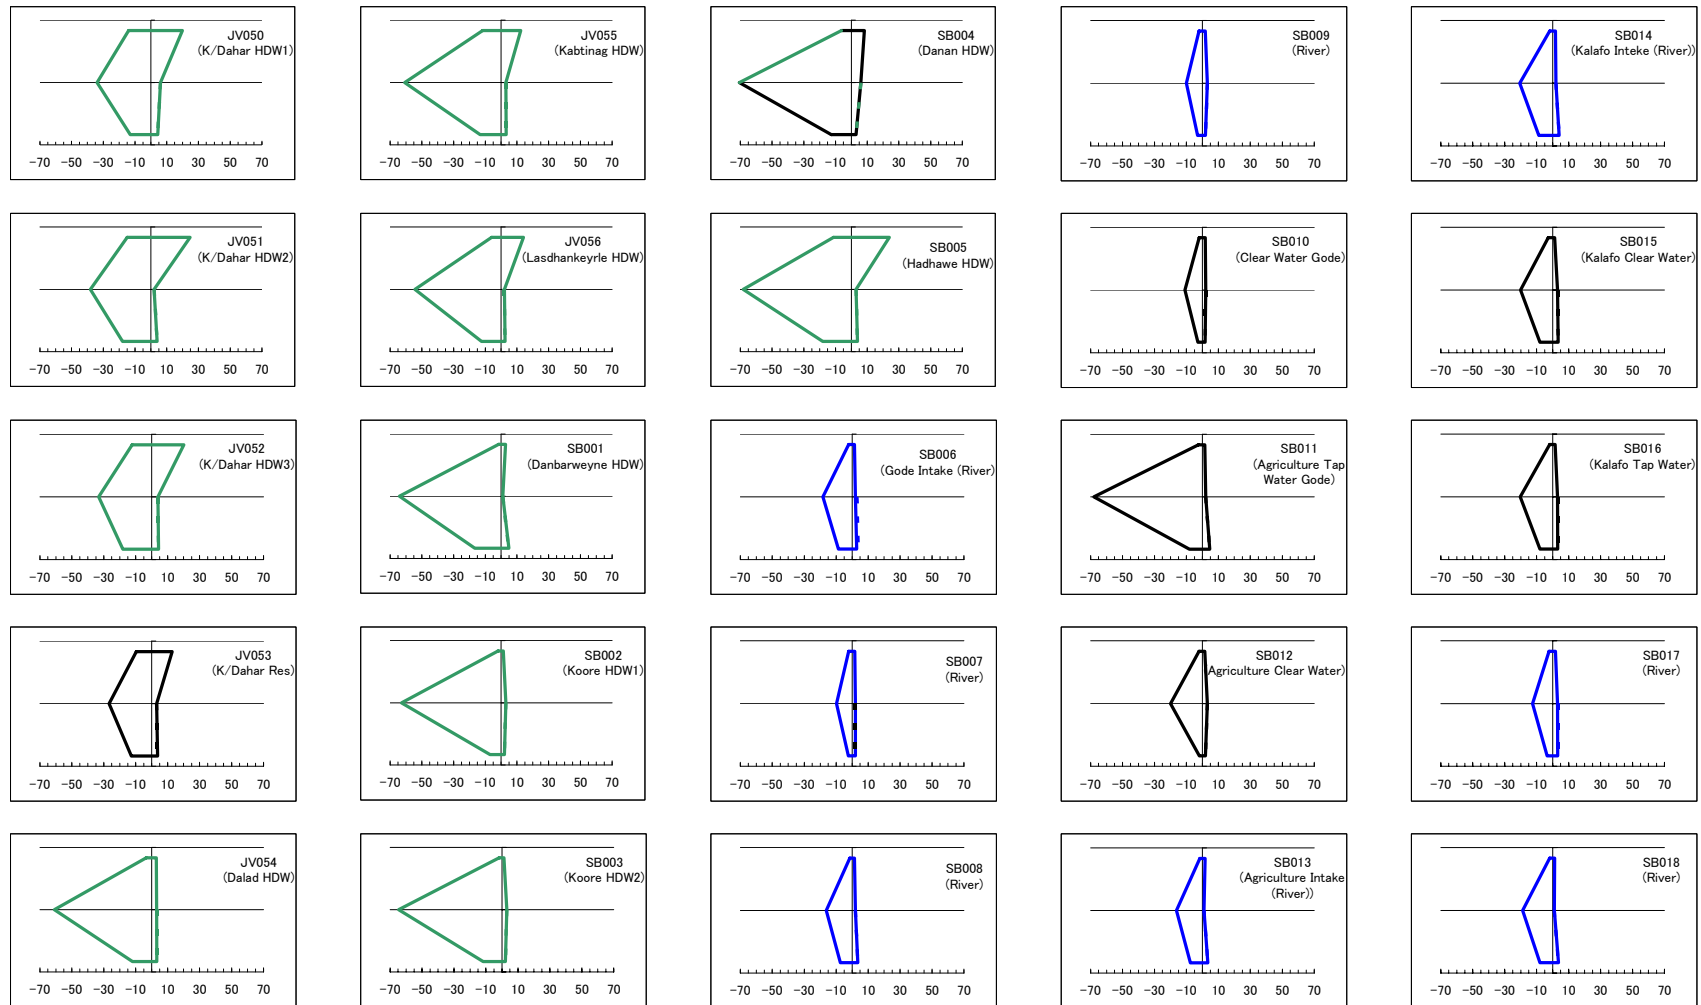 JV050
(K/Dahar HDW1)
-70 -50 -30 -10 10 30 50 70
JV055
(Kabtinag HDW)
-70 -50 -30 -10 10 30 50 70
SB004
(Danan HDW)
-70 -50 -30 -10 10 30 50 70
SB009
(River)
-70 -50 -30 -10 10 30 50 70
SB014
(Kalafo Inteke (River))
-70 -50 -30 -10 10 30 50 70
JV051
(K/Dahar HDW2)
-70 -50 -30 -10 10 30 50 70
JV056
(Lasdhankeyrle HDW)
-70 -50 -30 -10 10 30 50 70
SB005
(Hadhawe HDW)
-70 -50 -30 -10 10 30 50 70
SB010
(Clear Water Gode)
-70 -50 -30 -10 10 30 50 70
SB015
(Kalafo Clear Water)
-70 -50 -30 -10 10 30 50 70
JV052
(K/Dahar HDW3)
-70 -50 -30 -10 10 30 50 70
SB001
(Danbarweyne HDW)
-70 -50 -30 -10 10 30 50 70
SB006
(Gode Intake (River)
-70 -50 -30 -10 10 30 50 70
SB011
(Agriculture Tap
Water Gode)
-70 -50 -30 -10 10 30 50 70
SB016
(Kalafo Tap Water)
-70 -50 -30 -10 10 30 50 70
JV053
(K/Dahar Res)
-70 -50 -30 -10 10 30 50 70
SB002
(Koore HDW1)
-70 -50 -30 -10 10 30 50 70
SB007
(River)
-70 -50 -30 -10 10 30 50 70
SB012
Agriculture Clear Water)
-70 -50 -30 -10 10 30 50 70
SB017
(River)
-70 -50 -30 -10 10 30 50 70
JV054
(Dalad HDW)
-70 -50 -30 -10 10 30 50 70
SB003
(Koore HDW2)
-70 -50 -30 -10 10 30 50 70
SB008
(River)
-70 -50 -30 -10 10 30 50 70
SB013
(Agriculture Intake
(River))
-70 -50 -30 -10 10 30 50 70
SB018
(River)
-70 -50 -30 -10 10 30 50 70